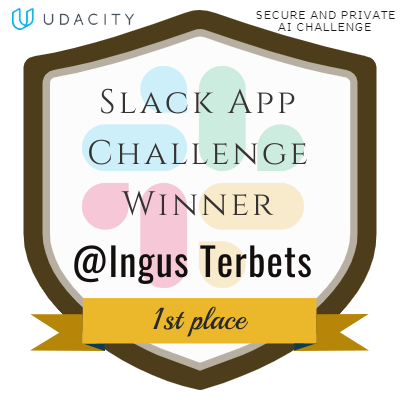 UDACITY
SECURE AND PRIVATE
AI CHALLENGE
SLACK APP
CHALLENGE
WINNER
@Ingus Terbets
1st place